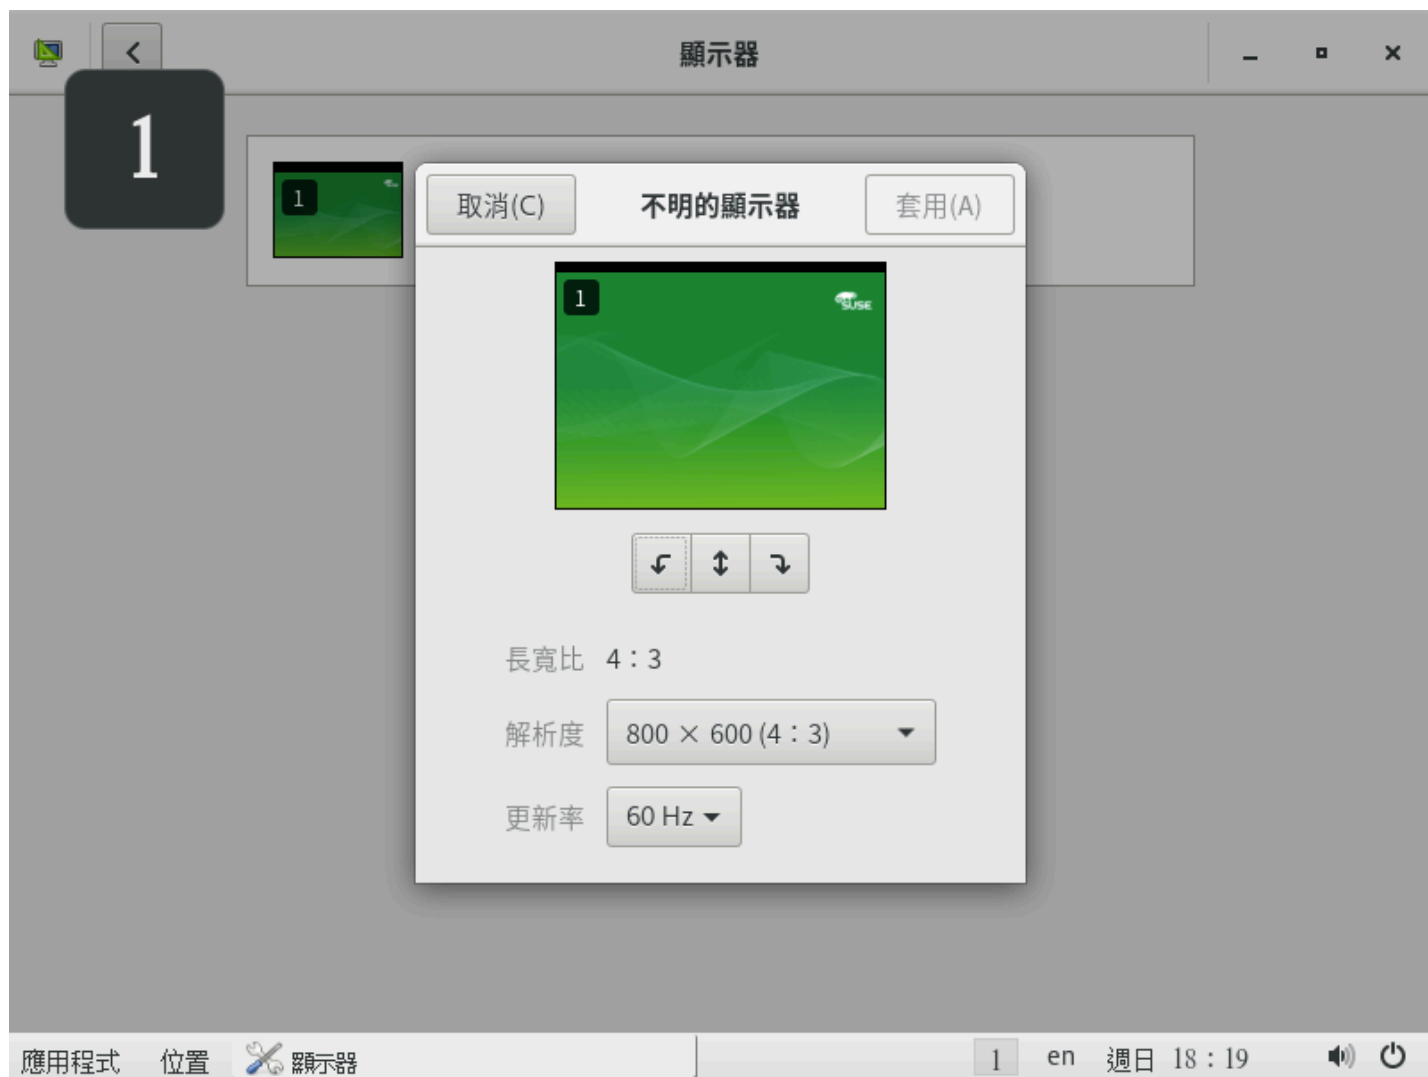 顯示器
1
1
取消(C) 不明的顯示器 套用(A)
1
SUSE
長寬比 4：3
解析度 800 × 600 (4：3)
更新率 60 Hz
應用程式 位置 顯示器 1 en 週日 18：19